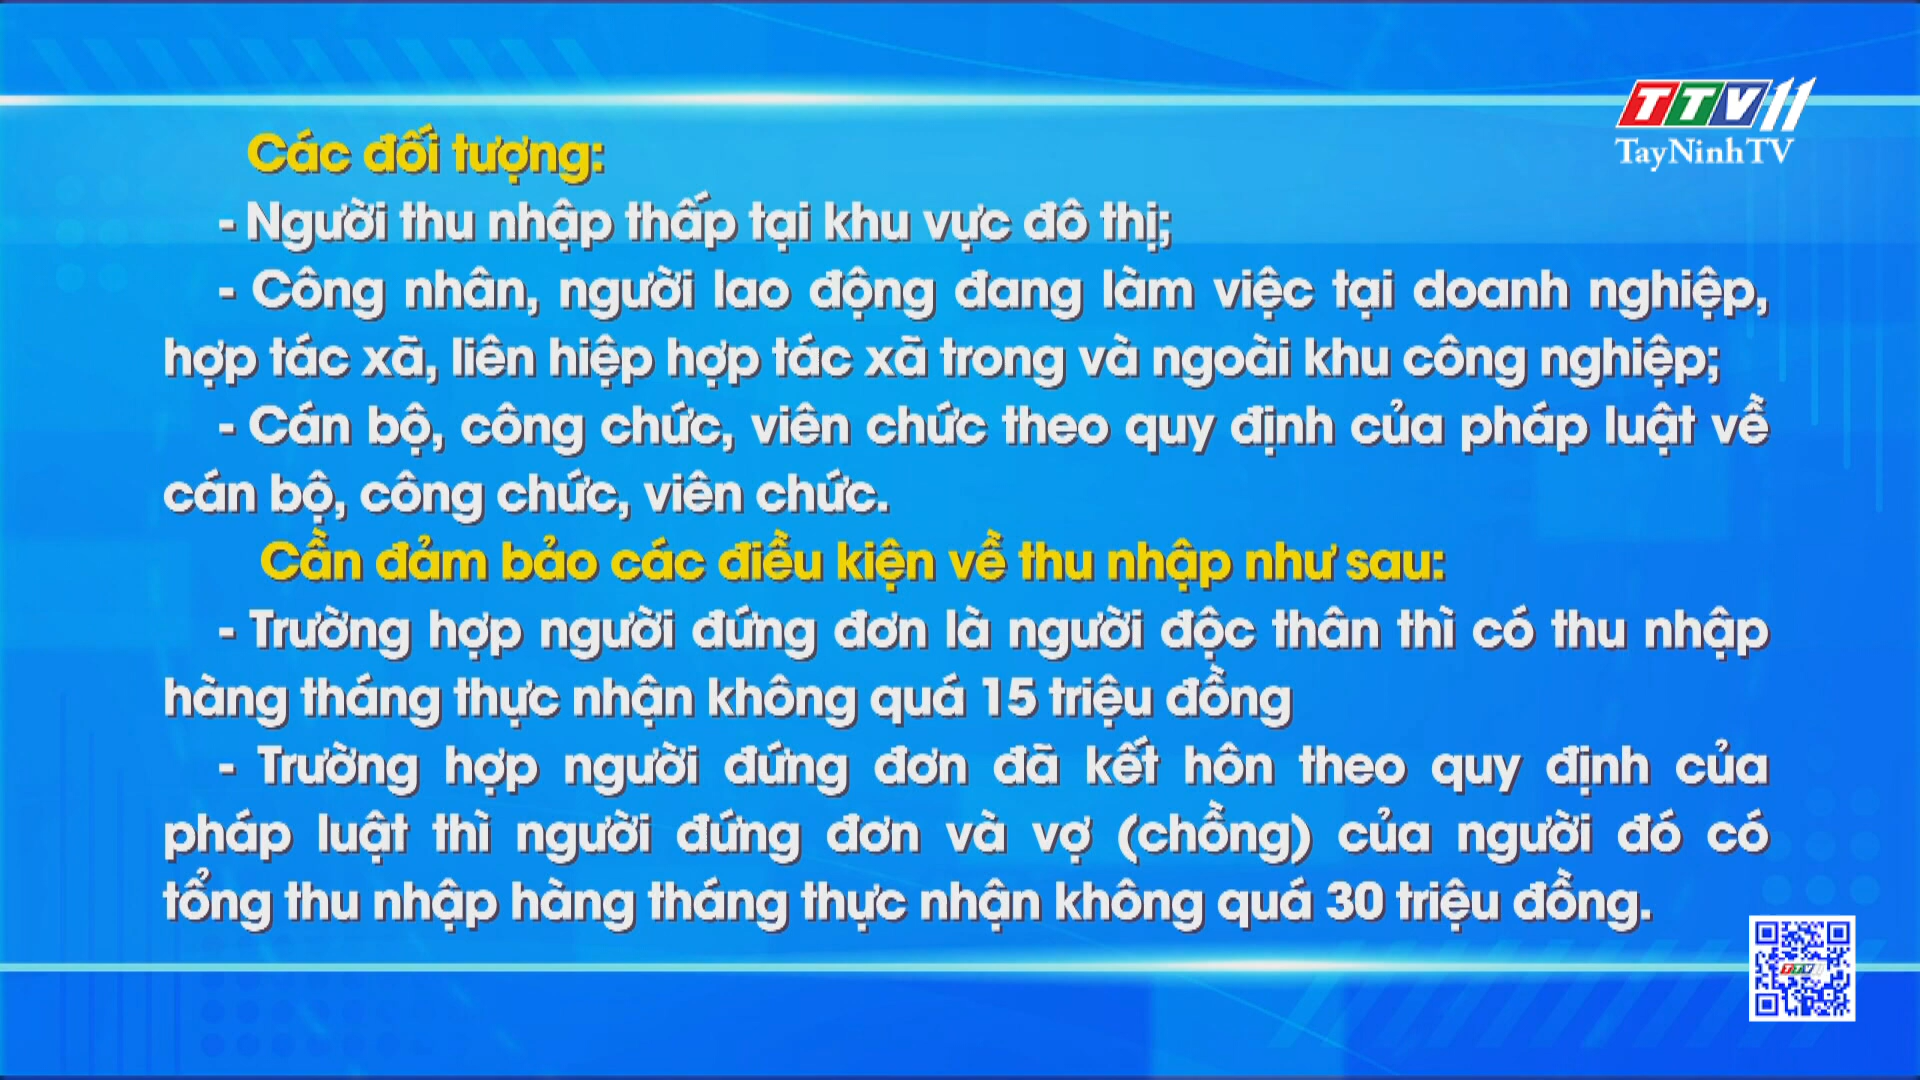 TTV11
TayNinhTV
Các đối tượng:
- Người thu nhập thấp tại khu vực đô thị;
- Công nhân, người lao động đang làm việc tại doanh nghiệp,
hợp tác xã, liên hiệp hợp tác xã trong và ngoài khu công nghiệp;
- Cán bộ, công chức, viên chức theo quy định của pháp luật về
cán bộ, công chức, viên chức.
Cần đảm bảo các điều kiện về thu nhập như sau:
- Trường hợp người đứng đơn là người độc thân thì có thu nhập
hàng tháng thực nhận không quá 15 triệu đồng
- Trường hợp người đứng đơn đã kết hôn theo quy định của
pháp luật thì người đứng đơn và vợ (chồng) của người đó có
tổng thu nhập hàng tháng thực nhận không quá 30 triệu đồng.
TTV11